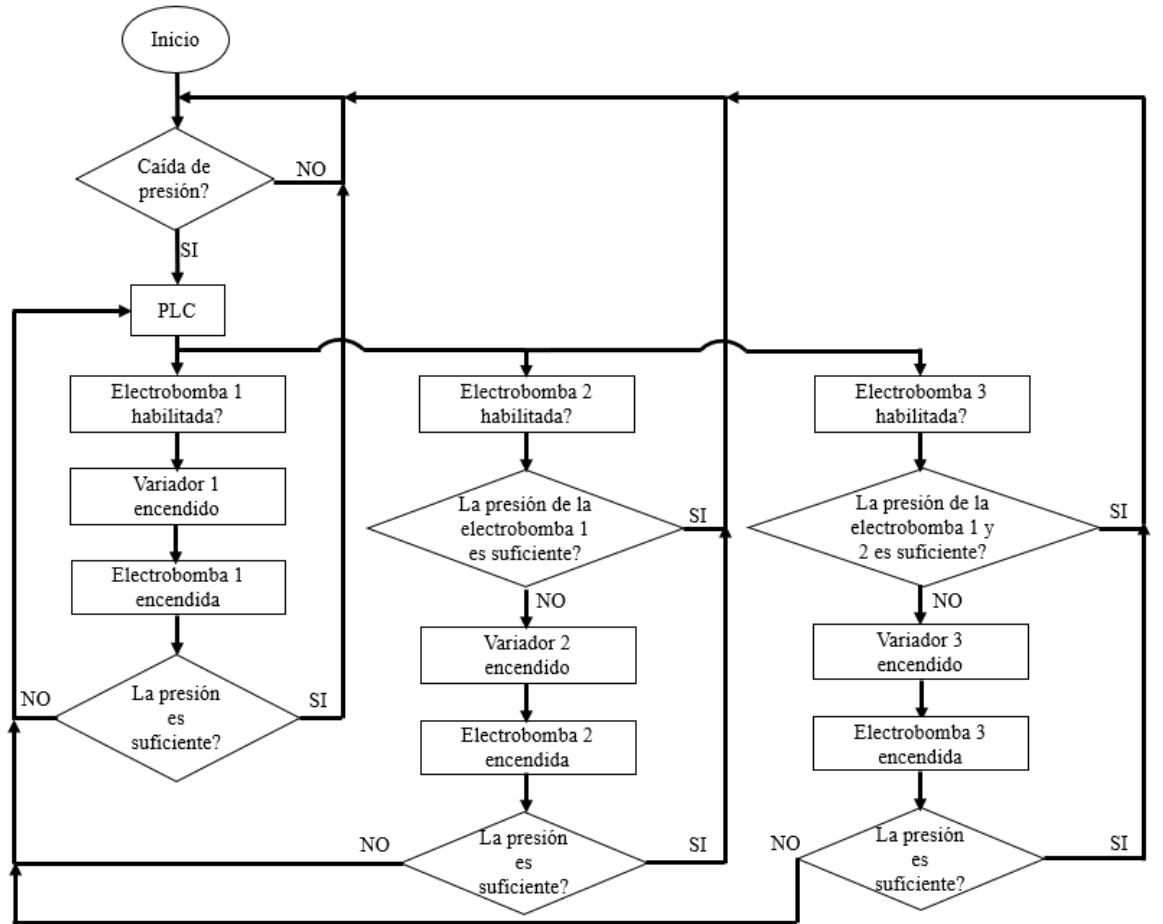 Inicio
Caída de
presión?
NO
SI
PLC
Electrobomba 1
habilitada?
Variador 1
encendido
Electrobomba 1
encendida
La presión
es
suficiente?
NO
SI
Electrobomba 2
habilitada?
La presión de la
electrobomba 1
es suficiente?
SI
NO
Variador 2
encendido
Electrobomba 2
encendida
La presión
es
suficiente?
NO
SI
Electrobomba 3
habilitada?
La presión de la
electrobomba 1 y
2 es suficiente?
SI
NO
Variador 3
encendido
Electrobomba 3
encendida
La presión
es
suficiente?
NO
SI